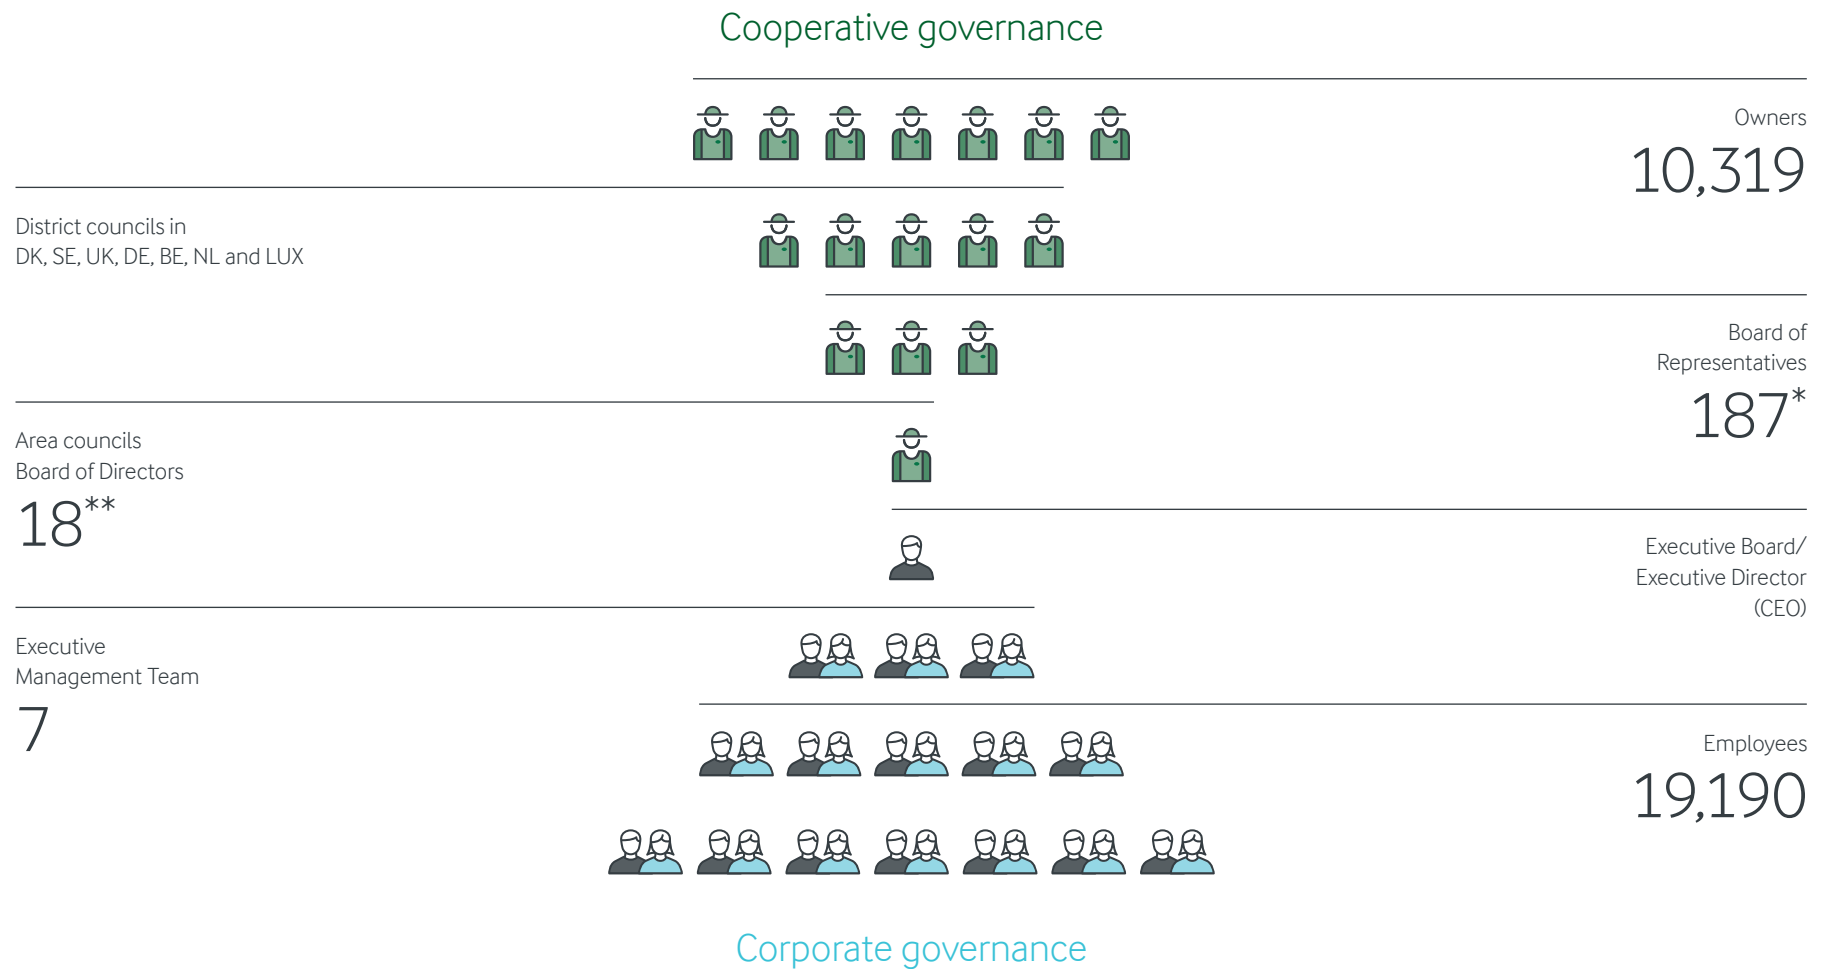 Cooperative governance
Owners
10,319
District councils in
DK, SE, UK, DE, BE, NL and LUX
Board of
Representatives
187*
Area councils
Board of Directors
18**
Executive Board/
Executive Director
(CEO)
Executive
Management Team
7
Employees
19,190
Corporate governance